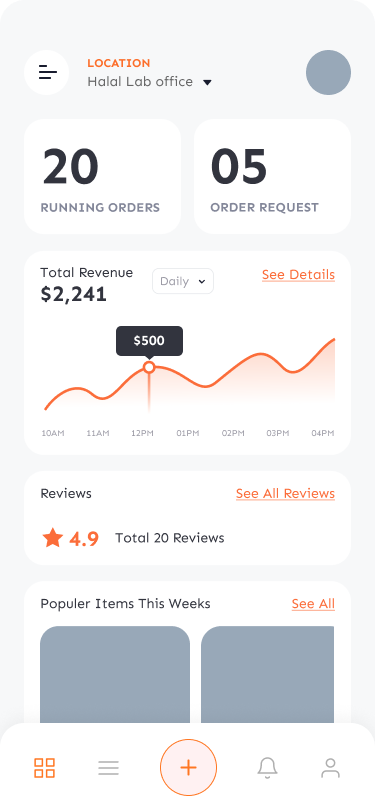 LOCATION
Halal Lab office
20
RUNNING ORDERS
05
ORDER REQUEST
Total Revenue
$2,241
Daily
See Details
$500
10AM 11AM 12PM 01PM 02PM 03PM 04PM
Reviews
See All Reviews
4.9
Total 20 Reviews
Populer Items This Weeks
See All